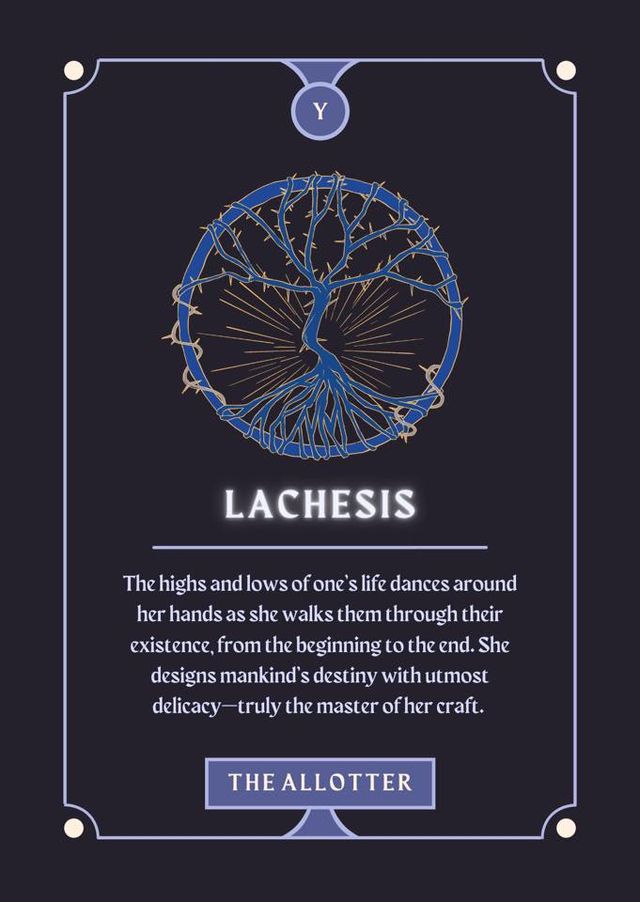 Y
LACHESIS
The highs and lows of one's life dances around
her hands as she walks them through their
existence, from the beginning to the end. She
designs mankind's destiny with utmost
delicacy—truly the master of her craft.
THE ALLOTTER